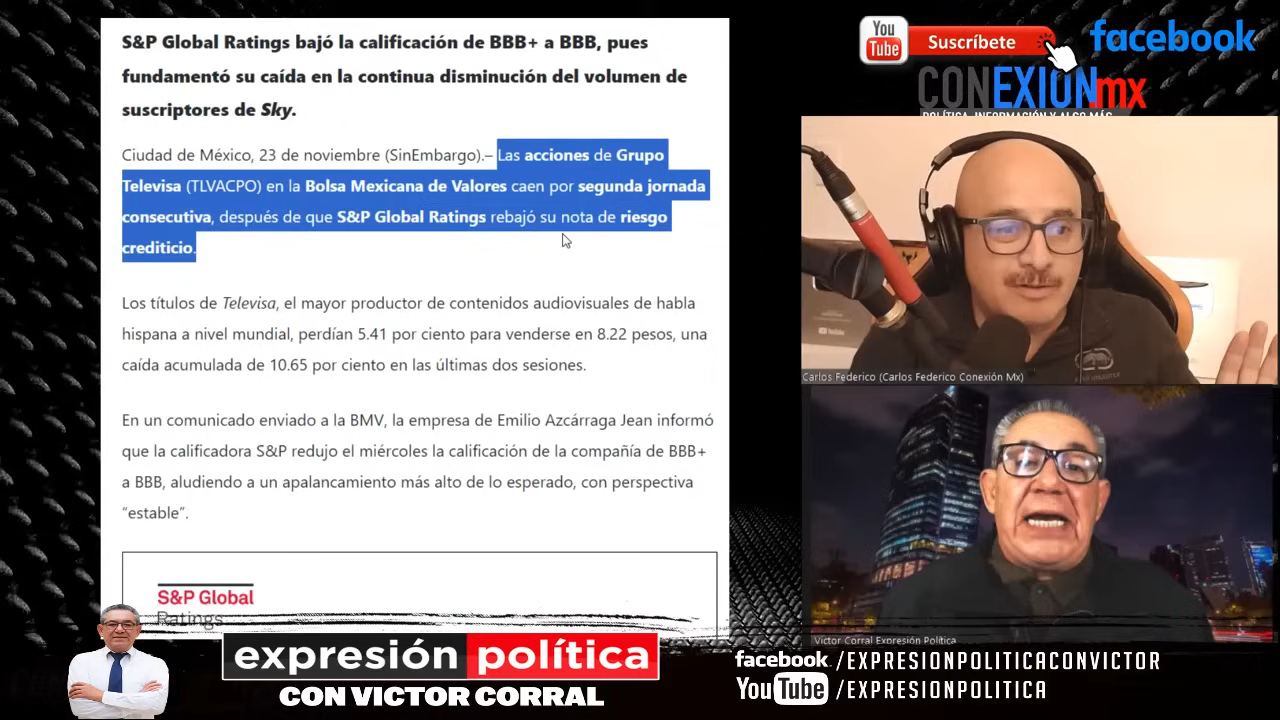 S&P Global Ratings bajó la calificación de BBB+ a BBB, pues
fundamentó su caída en la continua disminución del volumen de
suscriptores de Sky.
Ciudad de México, 23 de noviembre (SinEmbargo).– Las acciones de Grupo
Televisa (TLVACPO) en la Bolsa Mexicana de Valores caen por segunda jornada
consecutiva, después de que S&P Global Ratings rebajó su nota de riesgo
crediticio.
Los títulos de Televisa, el mayor productor de contenidos audiovisuales de habla
hispana a nivel mundial, perdían 5.41 por ciento para venderse en 8.22 pesos, una
caída acumulada de 10.65 por ciento en las últimas dos sesiones.
En un comunicado enviado a la BMV, la empresa de Emilio Azcárraga Jean informó
que la calificadora S&P redujo el miércoles la calificación de la compañía de BBB+
a BBB, aludiendo a un apalancamiento más alto de lo esperado, con perspectiva
“estable”.
S&P Global
Ratings
You Tube
Suscríbete
facebook
CONEXIONmx
POLÍTICA, INFORMACIÓN Y ALGO MÁS
Carlos Federico (Carlos Federico Conexión Mx)
Victor Corral Expresión Política
expresión política
CON VICTOR CORRAL
facebook /EXPRESIONPOLITICACONVICTOR
YouTube /EXPRESIONPOLITICA